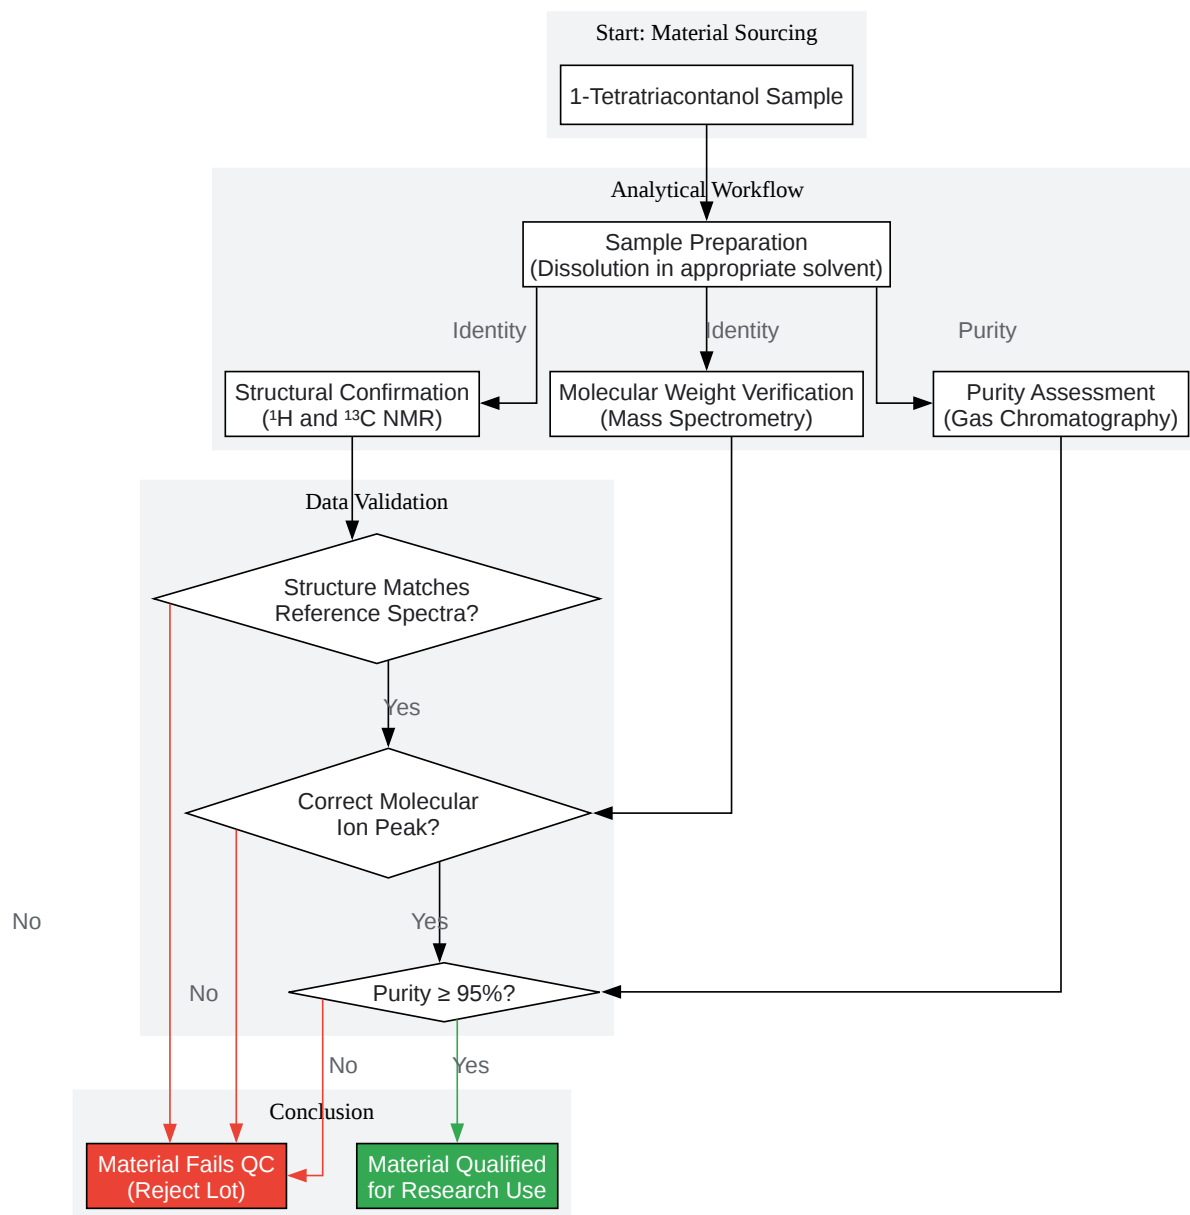 Start: Material Sourcing
1-Tetratriacontanol Sample
Analytical Workflow
Sample Preparation
(Dissolution in appropriate solvent)
Identity
Identity
Purity
Structural Confirmation
(¹H and ¹³C NMR)
Molecular Weight Verification
(Mass Spectrometry)
Purity Assessment
(Gas Chromatography)
Data Validation
Structure Matches
Reference Spectra?
Yes
Correct Molecular
Ion Peak?
No
Yes
No
Purity ≥ 95%?
No
Yes
Conclusion
Material Fails QC
(Reject Lot)
Material Qualified
for Research Use